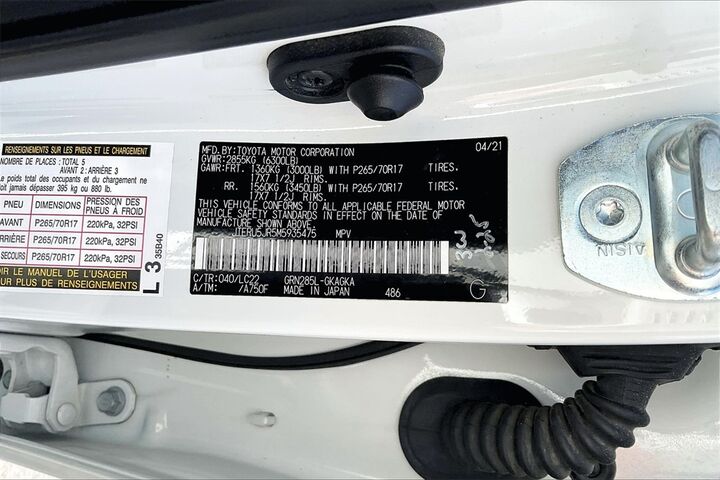 RENSEIGNEMENTS SUR LES PNEUS ET LE CHARGEMENT
NOMBRE DE PLACES: TOTAL 5
AVANT 2: ARRIÈRE 3
Le poids total des occupants et du chargement ne
doit jamais dépasser 395 kg ou 880 lb.
PNEU DIMENSIONS PRESSION DES PNEUS À FROID
AVANT P265/70R17 220kPa, 32PSI
ARRIÈRE P265/70R17 220kPa, 32PSI
SECOURS P265/70R17 220kPa, 32PSI
LIRE LE MANUEL DE L'USAGER
POUR PLUS DE RENSEIGNEMENTS
L 3 35B40
MFD.BY:TOYOTA MOTOR CORPORATION 04/21
GVWR:2855KG (6300LB)
GAWR:FRT. 1360KG (3000LB) WITH P265/70R17 TIRES.
17X7 1/2J RIMS.
RR. 1560KG (3450LB) WITH P265/70R17 TIRES.
17X7 1/2J RIMS.
THIS VEHICLE CONFORMS TO ALL APPLICABLE FEDERAL MOTOR
VEHICLE SAFETY STANDARDS IN EFFECT ON THE DATE OF
MANUFACTURE SHOWN ABOVE.
JTERU5JR5M5935475 MPV
C/TR:040/LC22 GRN285L-GKAGKA
A/TM: /A750F MADE IN JAPAN 486
G
AISIN